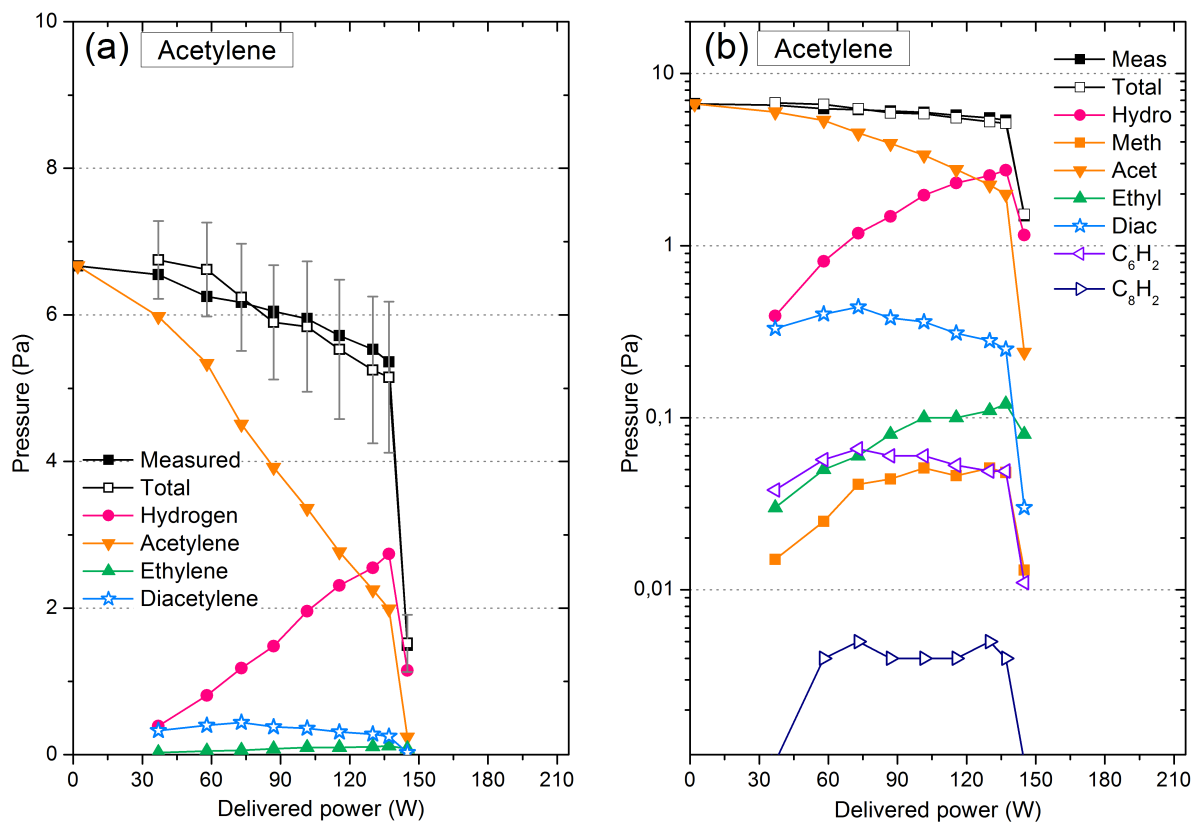 (a) Acetylene
10
8
6
4
2
0
Pressure (Pa)
Measured
Total
Hydrogen
Acetylene
Ethylene
Diacetylene
0 30 60 90 120 150 180 210
Delivered power (W)
(b) Acetylene
10
1
0,1
0,01
Pressure (Pa)
Meas
Total
Hydro
Meth
Acet
Ethyl
Diac
C₆H₂
C₈H₂
0 30 60 90 120 150 180 210
Delivered power (W)